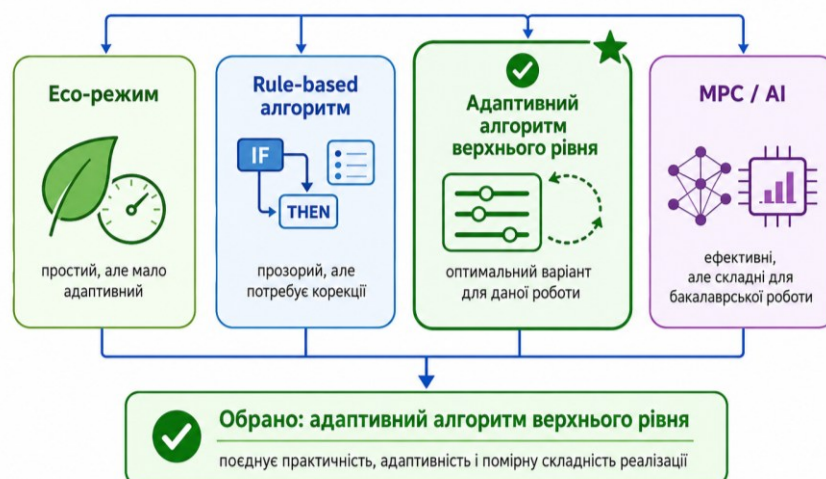 Eco-режим
простий, але мало
адаптивний
Rule-based
алгоритм
IF
THEN
прозорий, але
потребує корекції
Адаптивний
алгоритм
верхнього рівня
оптимальний варіант
для даної роботи
MPC / AI
ефективні,
але складні для
бакалаврської роботи
Обрано: адаптивний алгоритм верхнього рівня
поєднує практичність, адаптивність і помірну складність реалізації